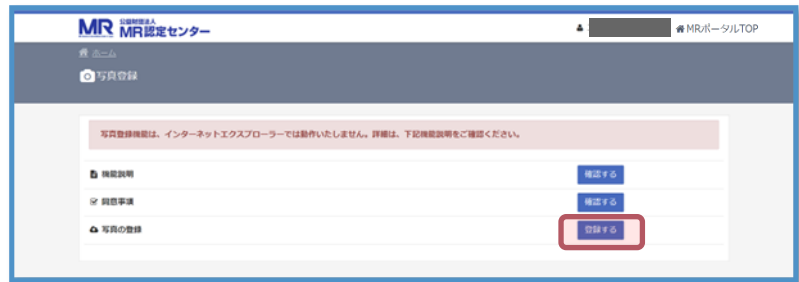 MR 公益財団法人
MR認定センター
MRポータルTOP
ホーム
写真登録
写真登録機能は、インターネットエクスプローラーでは動作いたしません。詳細は、下記機能説明をご確認ください。
機能説明 確認する
同意事項 確認する
写真の登録 登録する